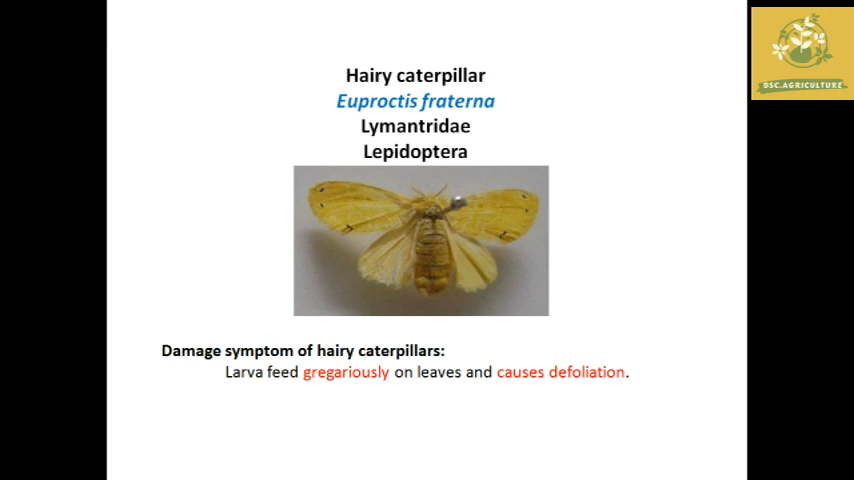 Hairy caterpillar
Euproctis fraterna
Lymantridae
Lepidoptera
SSC.AGRICULTURE
Damage symptom of hairy caterpillars:
Larva feed gregariously on leaves and causes defoliation.